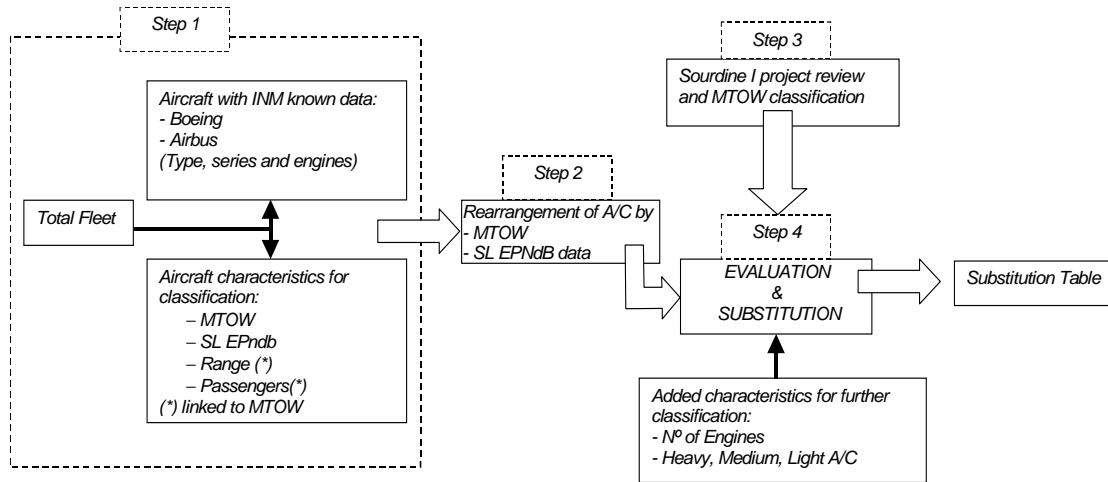 Step 1
Aircraft with INM known data:
- Boeing
- Airbus
(Type, series and engines)
Total Fleet
Aircraft characteristics for
classification:
– MTOW
– SL EPndb
– Range (*)
– Passengers(*)
(*) linked to MTOW
Step 2
Rearrangement of A/C by
- MTOW
- SL EPNdB data
Step 3
Sourdine I project review
and MTOW classification
Step 4
EVALUATION
&
SUBSTITUTION
Substitution Table
Added characteristics for further
classification:
- Nº of Engines
- Heavy, Medium, Light A/C